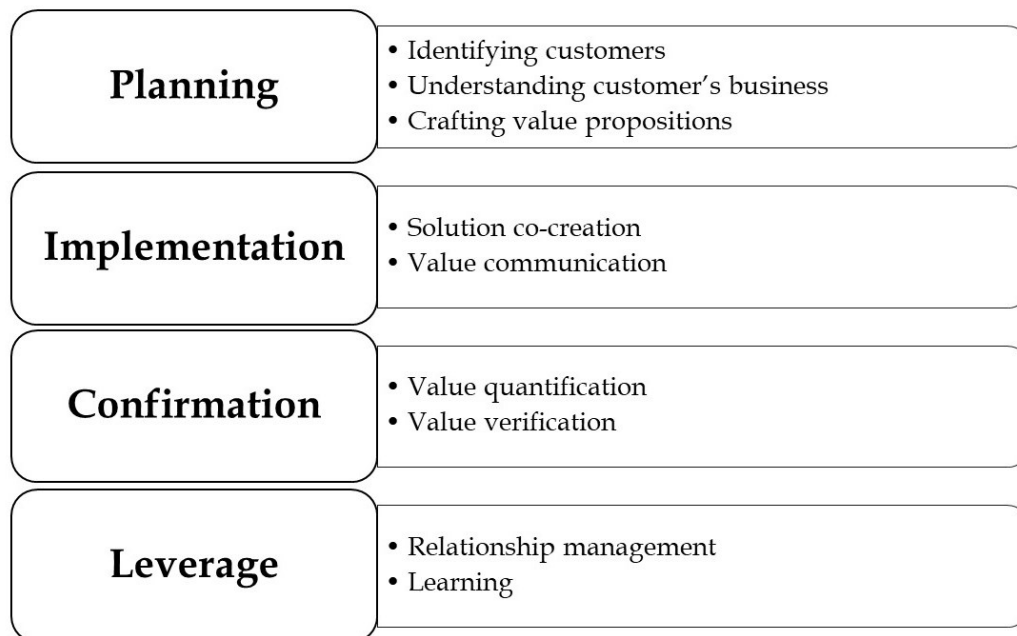 Planning
• Identifying customers
• Understanding customer’s business
• Crafting value propositions
Implementation
• Solution co-creation
• Value communication
Confirmation
• Value quantification
• Value verification
Leverage
• Relationship management
• Learning